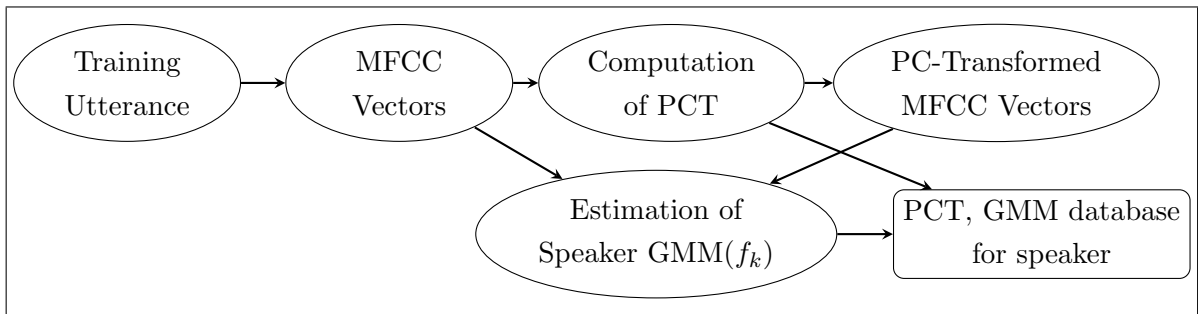 Training
Utterance
MFCC
Vectors
Computation
of PCT
PC-Transformed
MFCC Vectors
Estimation of
Speaker GMM(f_k)
PCT, GMM database
for speaker